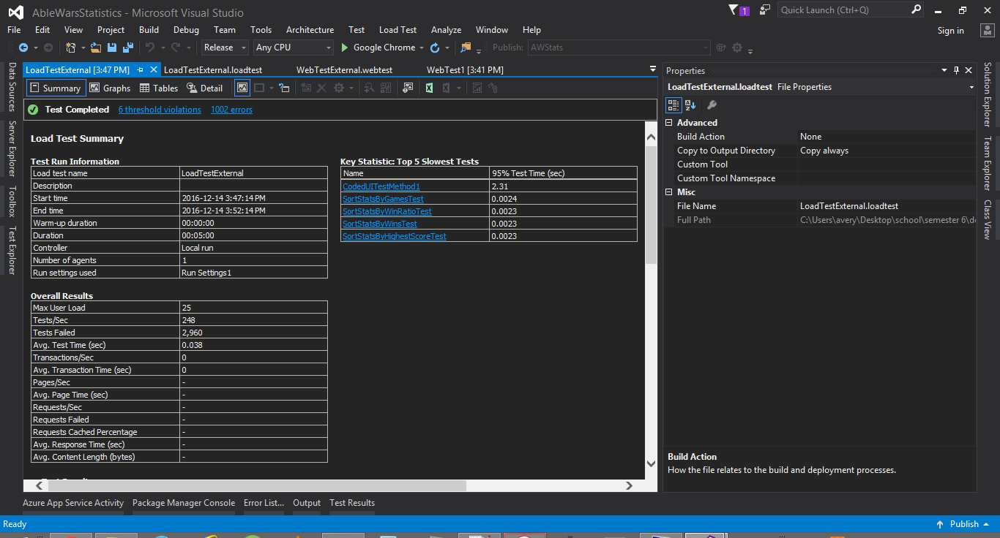 AbleWarsStatistics - Microsoft Visual Studio
1
Quick Launch (Ctrl+Q)
File Edit View Project Build Debug Team Tools Architecture Test Load Test Analyze Window Help
Sign in
Release Any CPU Google Chrome Publish: AWStats
LoadTestExternal [3:47 PM] LoadTestExternal.loadtest WebTestExternal.webtest WebTest1 [3:41 PM]
Summary Graphs Tables Detail
Test Completed 6 threshold violations 1002 errors
Load Test Summary
Test Run Information
Load test name LoadTestExternal
Description
Start time 2016-12-14 3:47:14 PM
End time 2016-12-14 3:52:14 PM
Warm-up duration 00:00:00
Duration 00:05:00
Controller Local run
Number of agents 1
Run settings used Run Settings1
Key Statistic: Top 5 Slowest Tests
Name 95% Test Time (sec)
CodedUITestMethod1 2.31
SortStatsByGamesTest 0.0024
SortStatsByWinRatioTest 0.0023
SortStatsByWinsTest 0.0023
SortStatsByHighestScoreTest 0.0023
Overall Results
Max User Load 25
Tests/Sec 248
Tests Failed 2,960
Avg. Test Time (sec) 0.038
Transactions/Sec 0
Avg. Transaction Time (sec) 0
Pages/Sec -
Avg. Page Time (sec) -
Requests/Sec -
Requests Failed -
Requests Cached Percentage -
Avg. Response Time (sec) -
Avg. Content Length (bytes) -
Data Sources
Server Explorer
Toolbox
Test Explorer
Properties
LoadTestExternal.loadtest File Properties
Advanced
Build Action None
Copy to Output Directory Copy always
Custom Tool
Custom Tool Namespace
Misc
File Name LoadTestExternal.loadtest
Full Path C:\Users\avery\Desktop\school\semester 6\de
Build Action
How the file relates to the build and deployment processes.
Solution Explorer
Team Explorer
Class View
Azure App Service Activity Package Manager Console Error List... Output Test Results
Ready
Publish